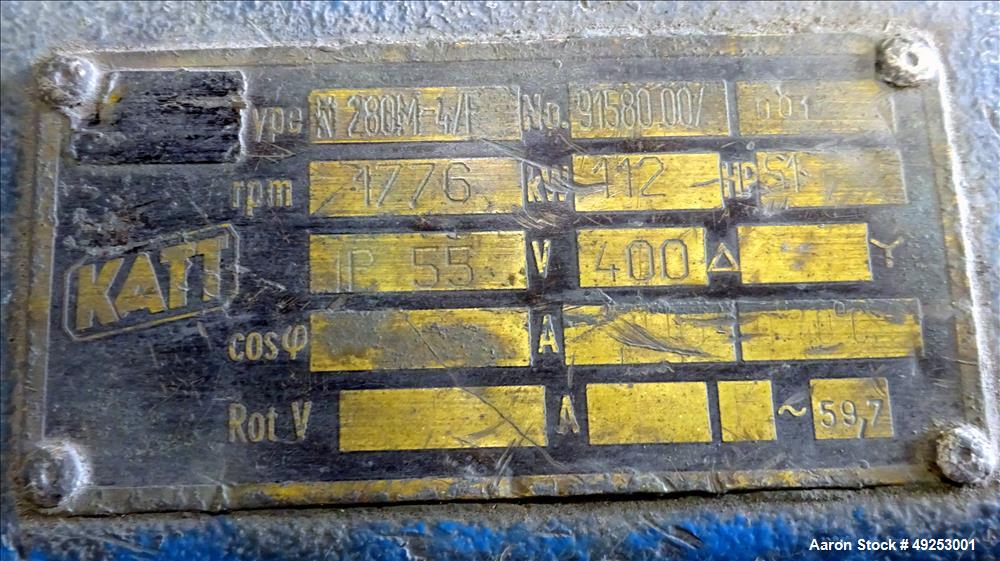 Type N 280M-4/F No. 91580.007
rpm 1776 kW 112 HP S1
KATT
IP 55 V 400 Δ Y
cosφ A
Rot V A ~ 59,7
Aaron Stock # 49253001